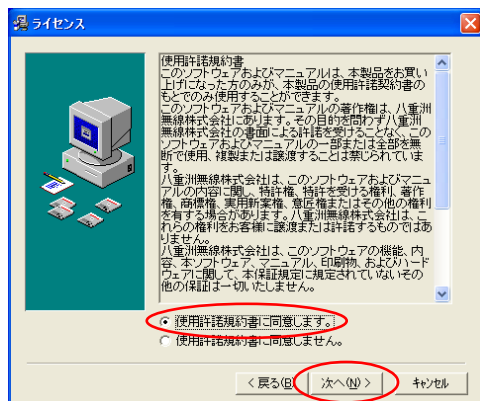 ライセンス
使用許諾規約書
このソフトウェアおよびマニュアルは、本製品をお買い
上げになった方のみが、本製品の使用許諾契約書の
もとでのみ使用することができます。
このソフトウェアおよびマニュアルの著作権は、八重洲
無線株式会社にあります。その目的を問わず八重洲
無線株式会社の書面による許諾を受けることなく、この
ソフトウェアおよびマニュアルの一部または全部を無
断で使用、複製または譲渡することは禁じられていま
す。
八重洲無線株式会社は、このソフトウェアおよびマニュ
アルの内容に関し、特許権、特許を受ける権利、著作
権、商標権、実用新案権、意匠権またはその他の権利
を有する場合があります。八重洲無線株式会社は、こ
れらの権利をお客様に譲渡または許諾するものではあ
りません。
八重洲無線株式会社は、このソフトウェアの機能、内
容、本ソフトウェア、マニュアル、印刷物、およびハード
ウェアに関して、本保証規定に規定されていないその
他の保証は一切いたしません。
使用許諾規約書に同意します。
使用許諾規約書に同意しません。
< 戻る(B)
次へ(N) >
キャンセル